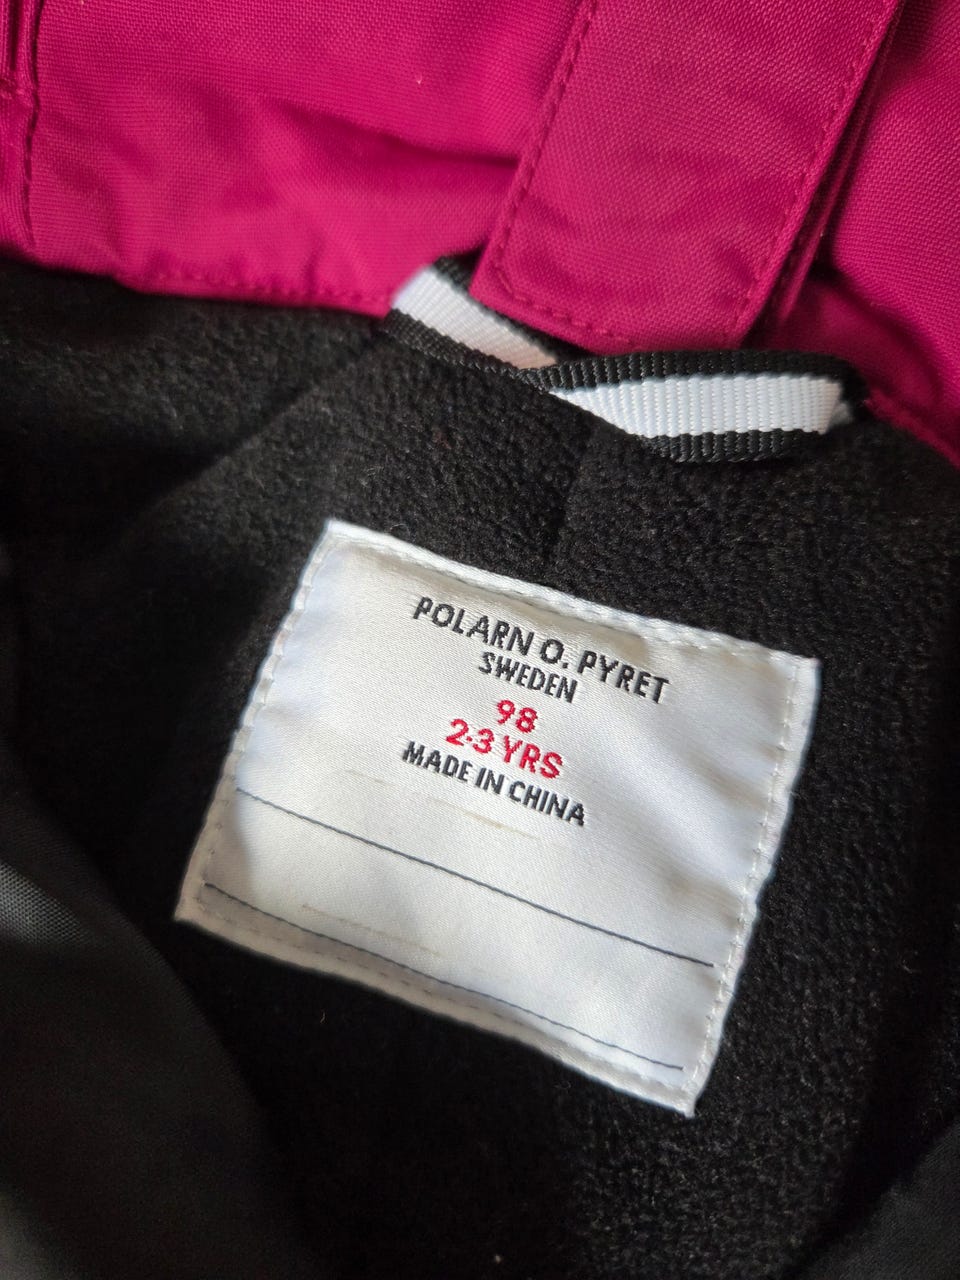 POLARN O. PYRET
SWEDEN
98
2-3 YRS
MADE IN CHINA